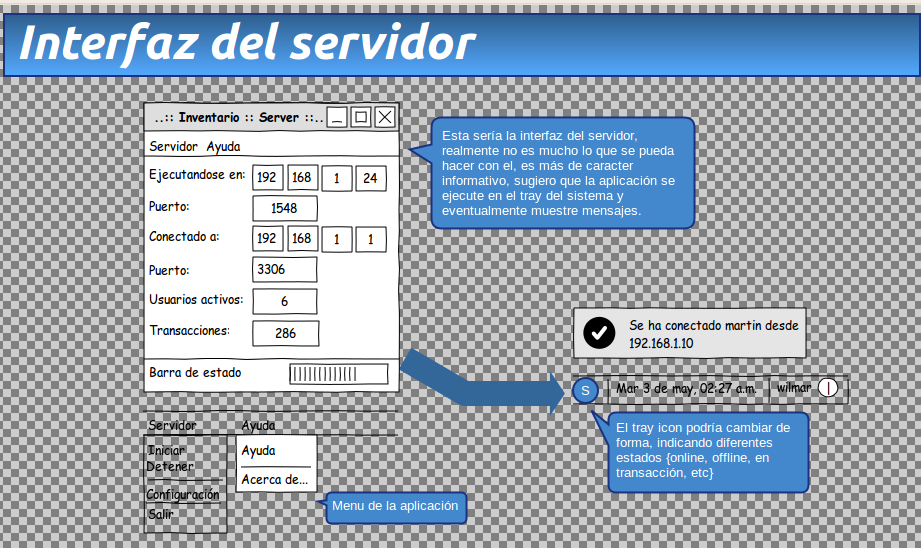 Interfaz del servidor
..:: Inventario :: Server ::..
Servidor Ayuda
Ejecutandose en: 192 168 1 24
Puerto: 1548
Conectado a: 192 168 1 1
Puerto: 3306
Usuarios activos: 6
Transacciones: 286
Barra de estado
Esta sería la interfaz del servidor,
realmente no es mucho lo que se pueda
hacer con el, es más de caracter
informativo, sugiero que la aplicación se
ejecute en el tray del sistema y
eventualmente muestre mensajes.
Se ha conectado martin desde
192.168.1.10
S Mar 3 de may, 02:27 a.m. wilmar
El tray icon podría cambiar de
forma, indicando diferentes
estados {online, offline, en
transacción, etc}
Servidor Ayuda
Iniciar
Detener
Configuración
Salir
Ayuda
Acerca de...
Menu de la aplicación